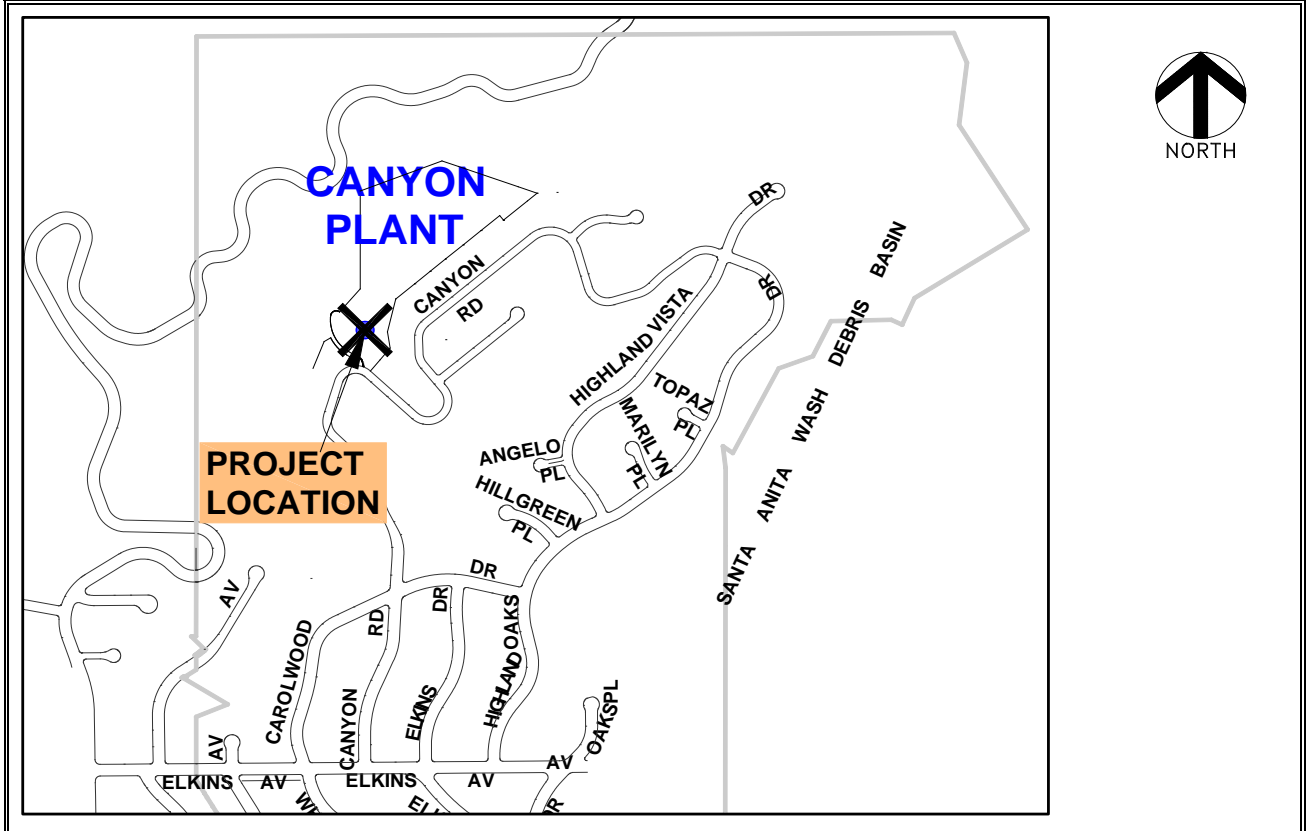 NORTH
CANYON
PLANT
DR
BASIN
CANYON
RD
DR
HIGHLAND VISTA
DEBRIS
TOPAZ
PL
MARILYN
PL
WASH
ANGELO
PL
HILLGREEN
PL
PROJECT
LOCATION
ANITA
SANTA
AV
DR
DR
RD
CAROLWOOD
CANYON
ELKINS
HIGHLAND OAKS
OAKS PL
AV
AV
ELKINS AV
ELKINS
AV
DR